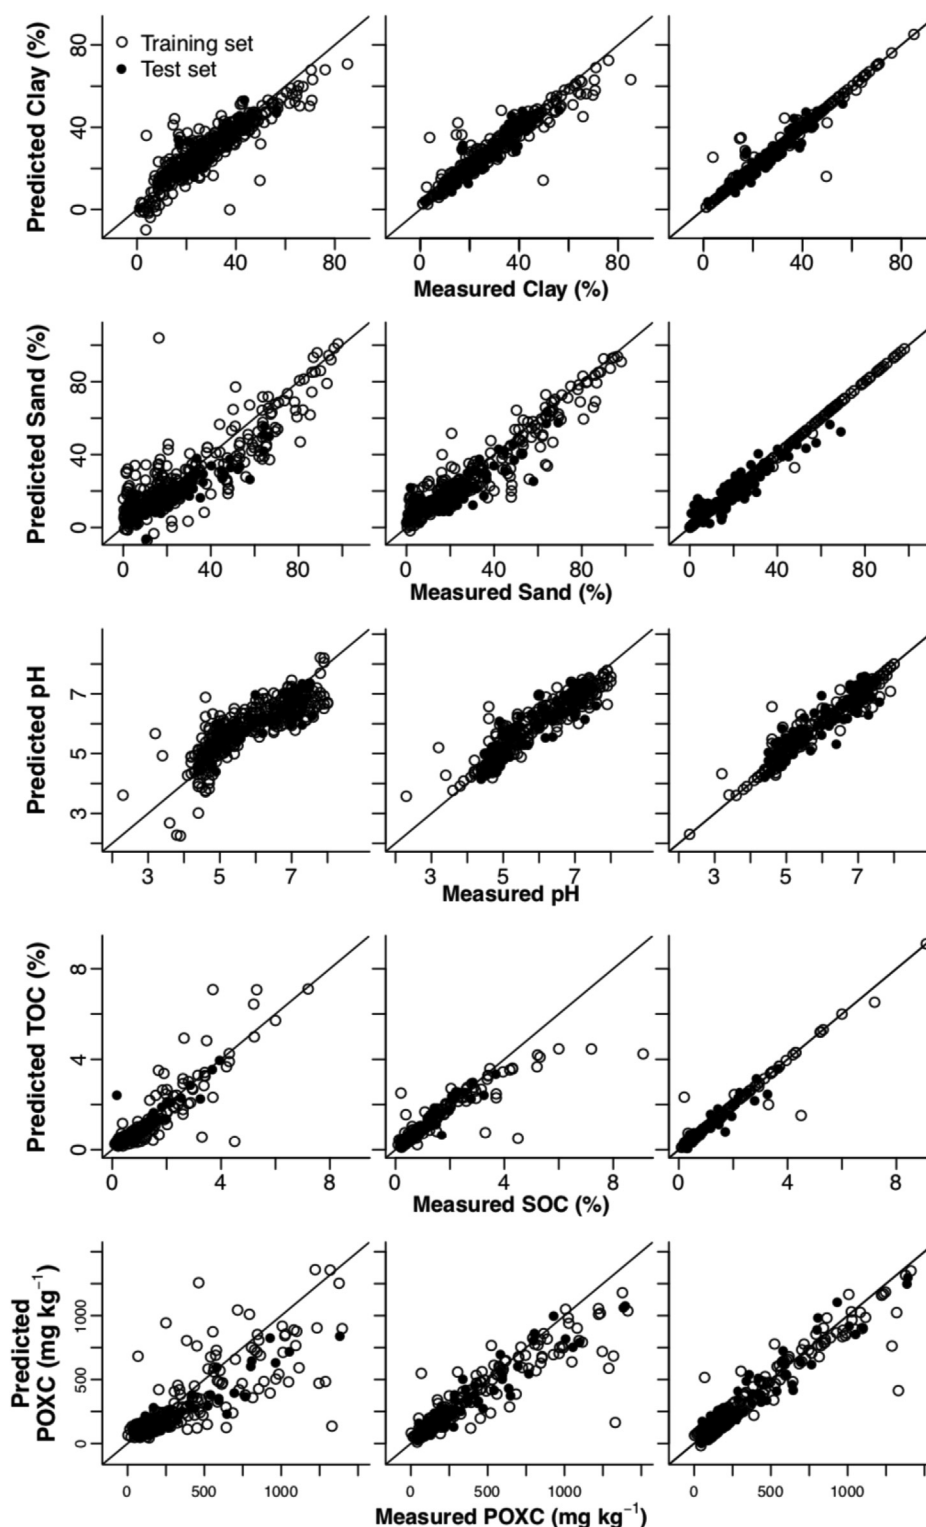 Predicted Clay (%)
80
40
0
Training set
Test set
0 40 80 0 40 80 0 40 80
Measured Clay (%)
Predicted Sand (%)
80
40
0
0 40 80 0 40 80 0 40 80
Measured Sand (%)
Predicted pH
7
5
3
3 5 7 3 5 7 3 5 7
Measured pH
Predicted TOC (%)
8
4
0
0 4 8 0 4 8 0 4 8
Measured SOC (%)
Predicted
POXC (mg kg⁻¹)
1000
500
0
0 500 1000 0 500 1000 0 500 1000
Measured POXC (mg kg⁻¹)